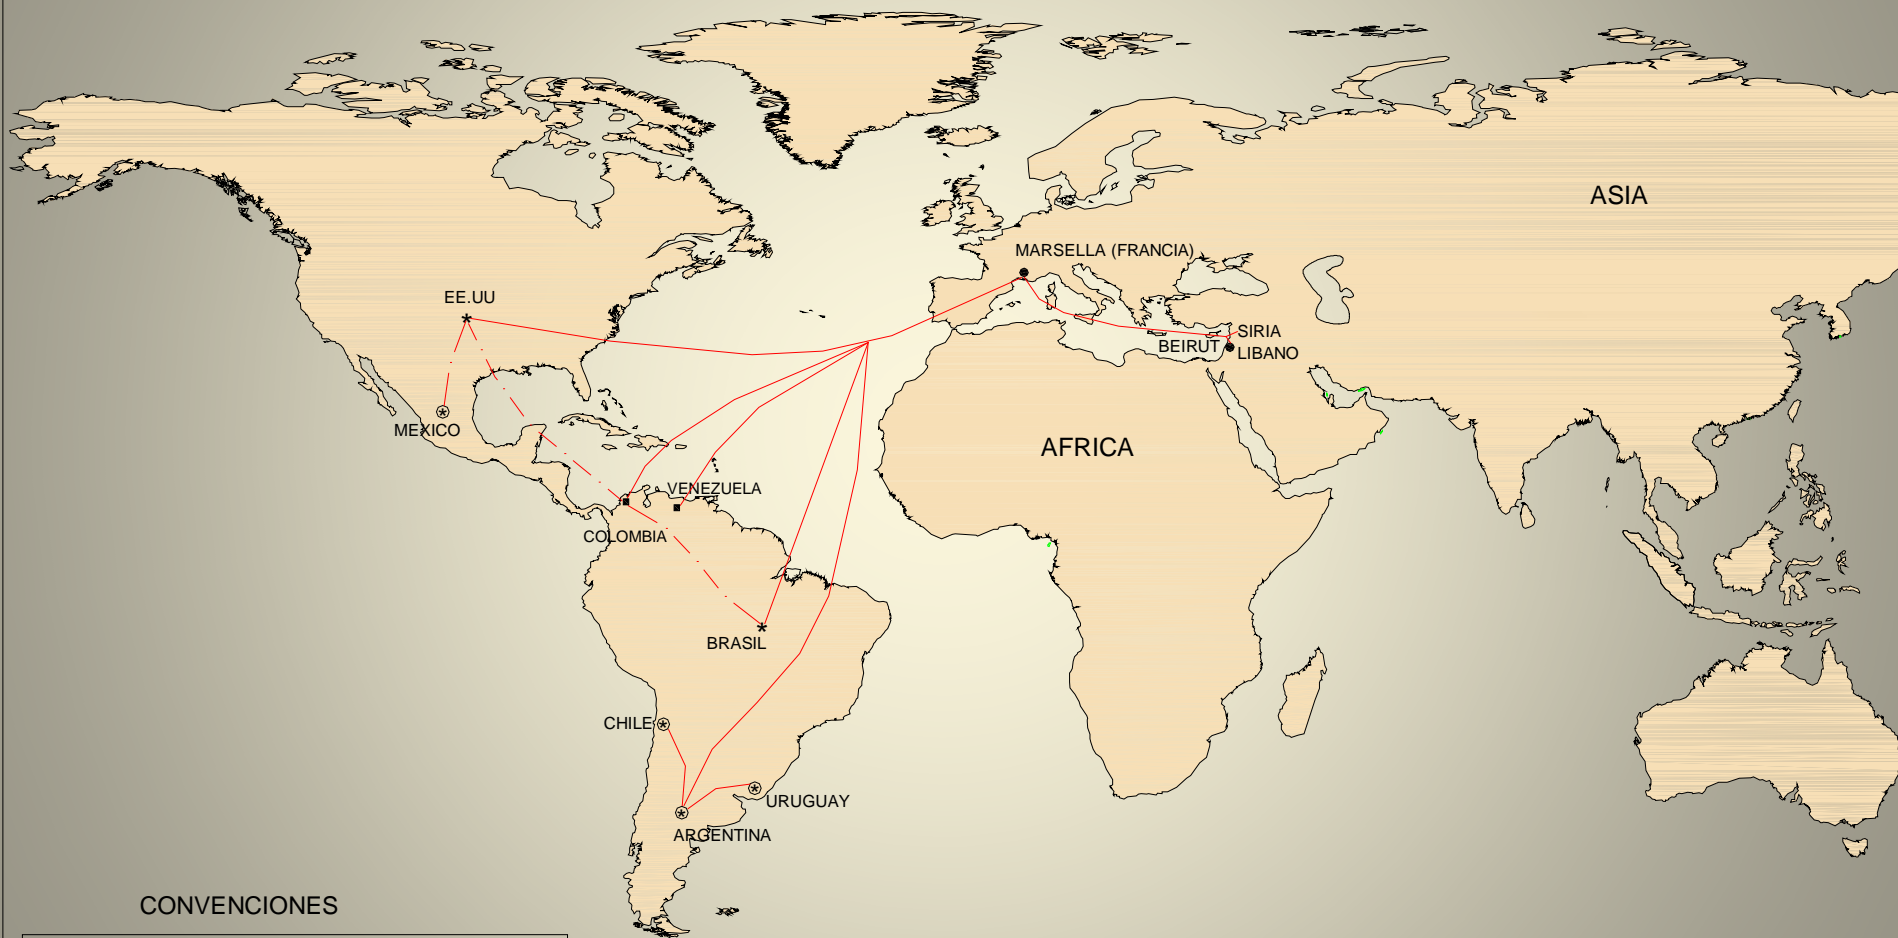 ASIA
MARSELLA (FRANCIA)
EE.UU
SIRIA
BEIRUT
LIBANO
MEXICO
AFRICA
VENEZUELA
COLOMBIA
BRASIL
CHILE
URUGUAY
ARGENTINA
CONVENCIONES